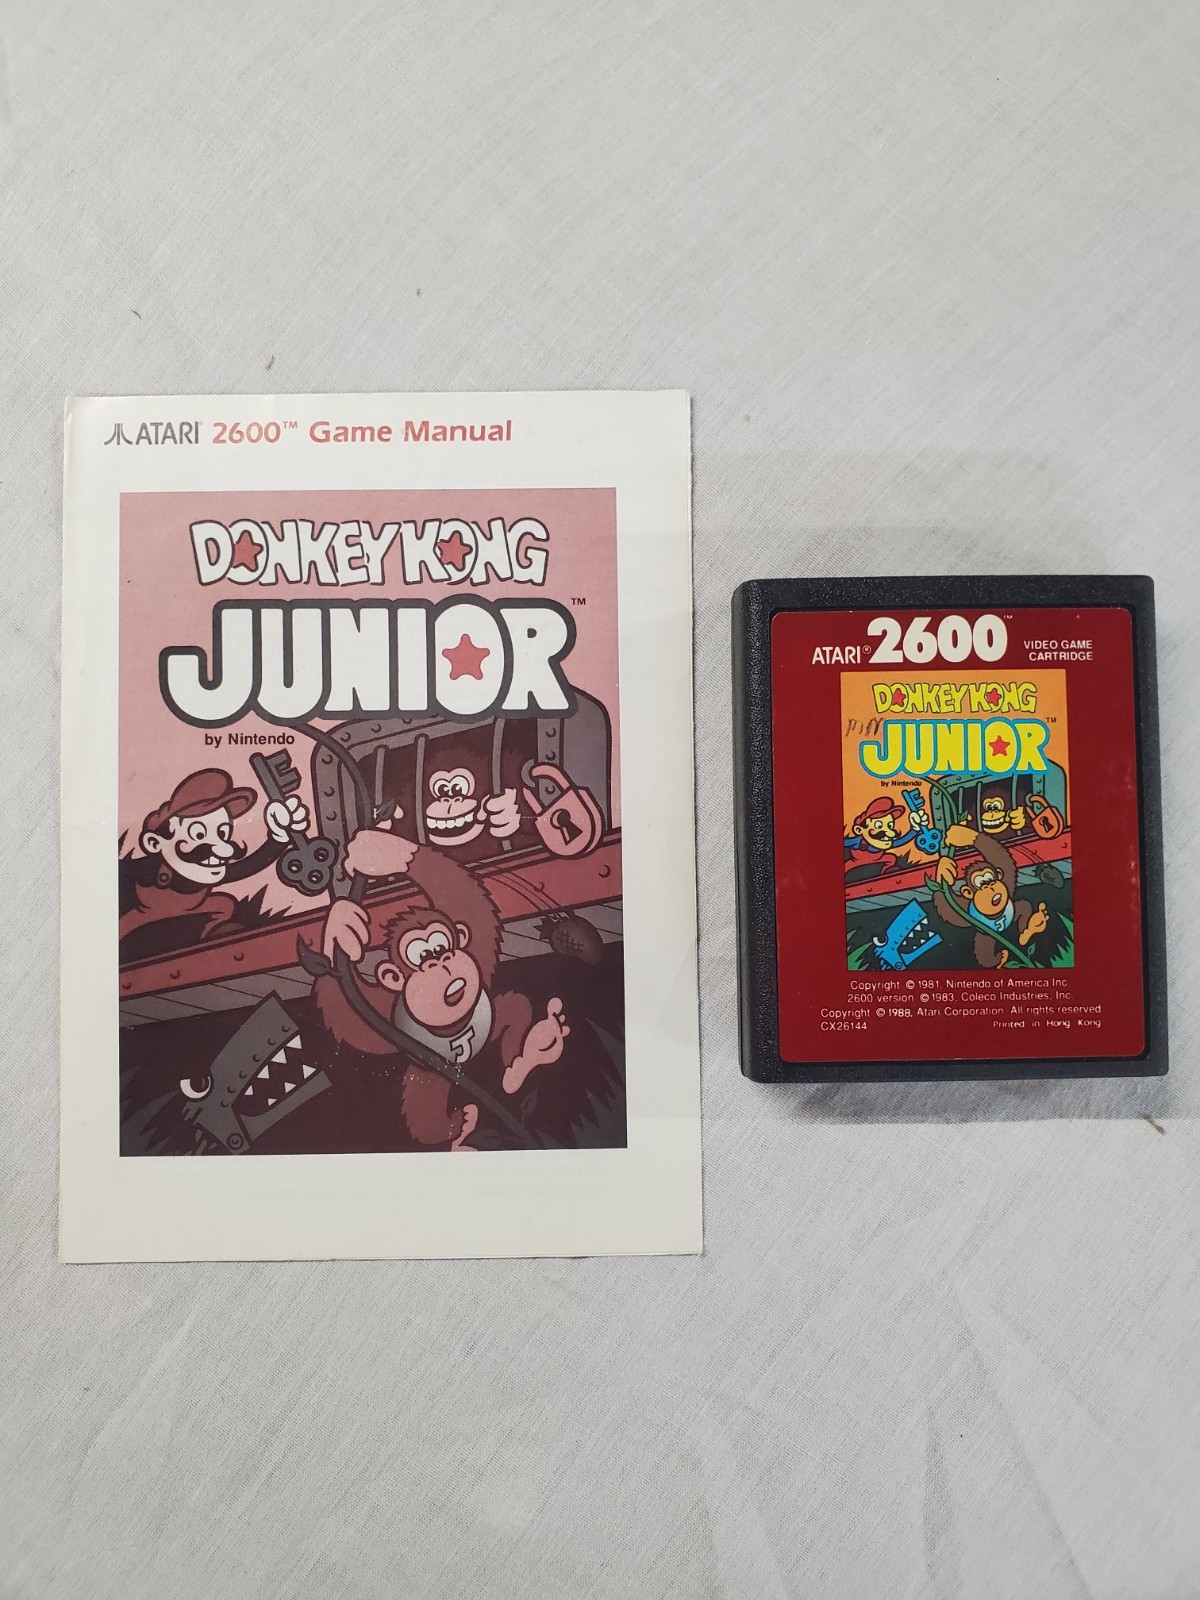 ATARI® 2600™ Game Manual
DONKEY KONG
JUNIOR™
by Nintendo
J
ATARI® 2600™ VIDEO GAME
CARTRIDGE
DONKEY KONG
JUNIOR™
by Nintendo
J
Copyright © 1981, Nintendo of America Inc.
2600 version © 1983, Coleco Industries, Inc.
Copyright © 1988, Atari Corporation. All rights reserved
CX26144 Printed in Hong Kong